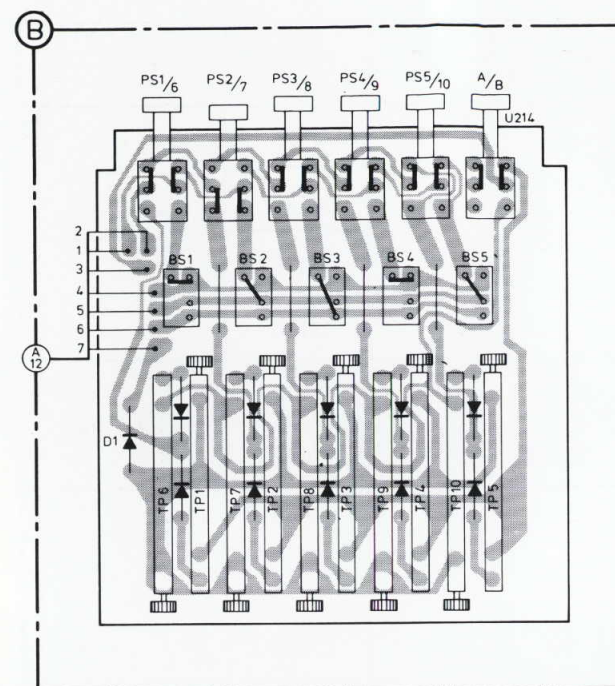 B
PS1/6 PS2/7 PS3/8 PS4/9 PS5/10 A/B
U214
2
1
3
4
5
6
7
BS1 BS2 BS3 BS4 BS5
A
12
D1
TP6 TP1 TP7 TP2 TP8 TP3 TP9 TP4 TP10 TP5